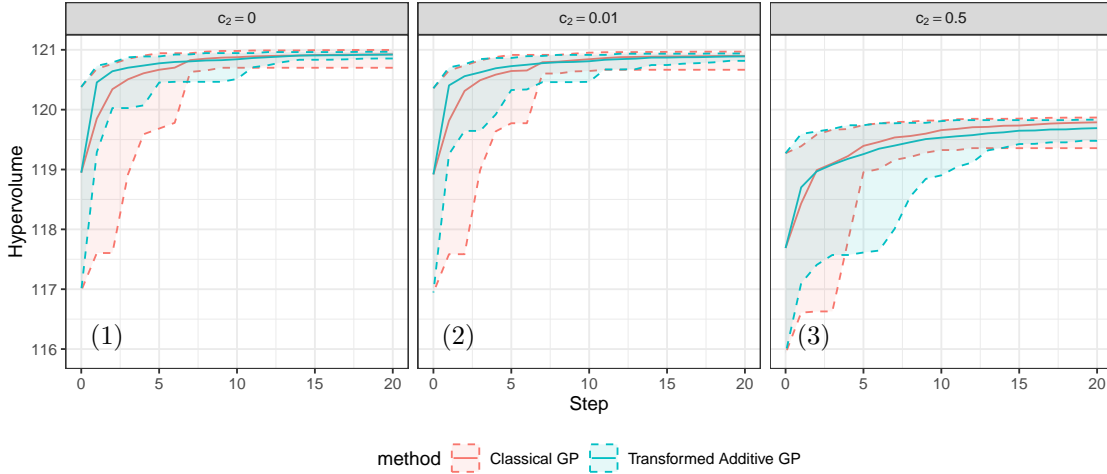 c₂ = 0 c₂ = 0.01 c₂ = 0.5
121
120
119
118
117
116
Hypervolume
(1) (2) (3)
0 5 10 15 20 0 5 10 15 20 0 5 10 15 20
Step
method Classical GP Transformed Additive GP